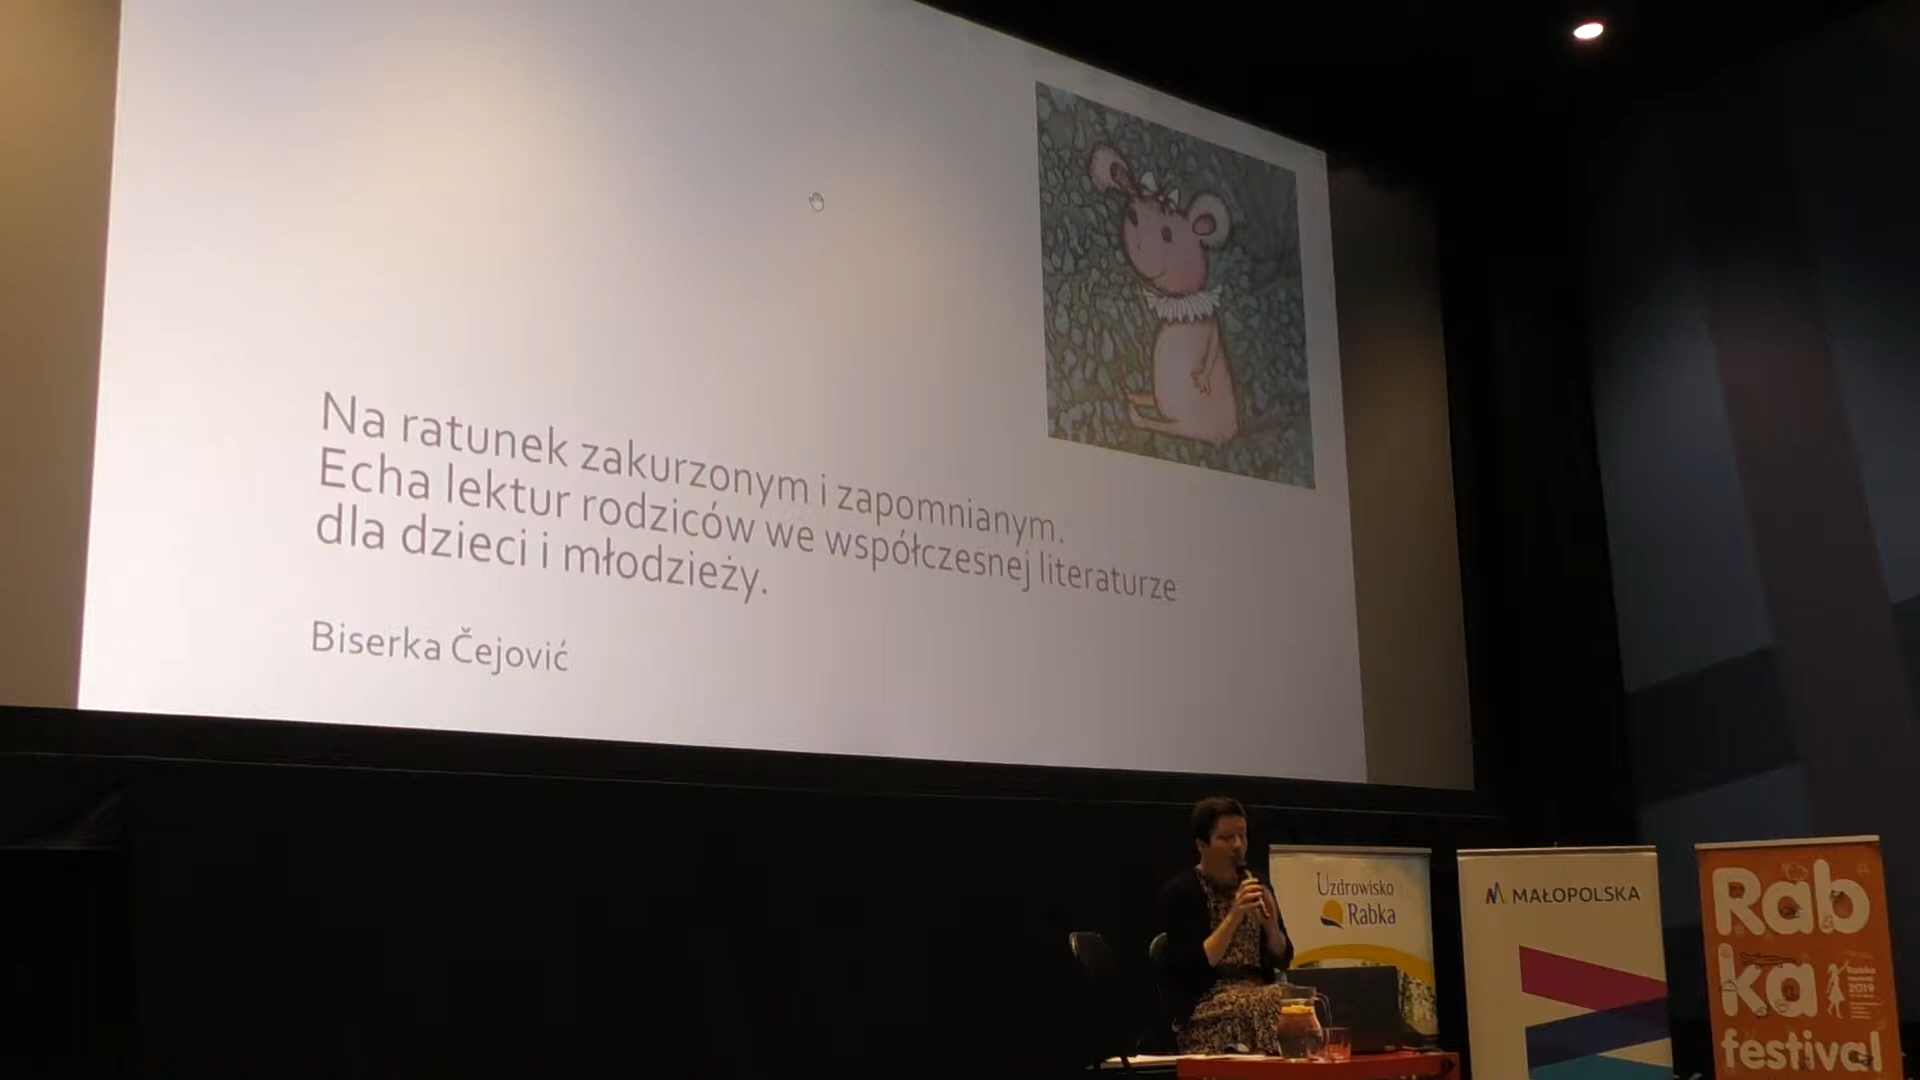 Na ratunek zakurzonym i zapomnianym.
Echa lektur rodziców we współczesnej literaturze
dla dzieci i młodzieży.
Biserka Čejović
Uzdrowisko
Rabka
MAŁOPOLSKA
Rab
ka
festival
2019